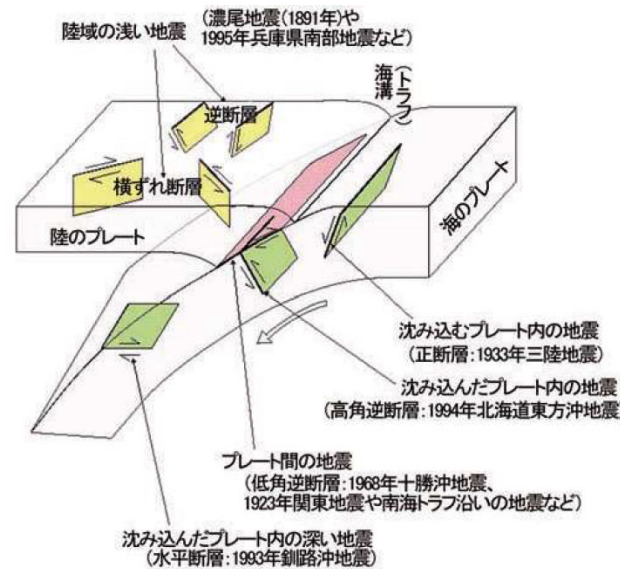 陸域の浅い地震
(濃尾地震(1891年)や
1995年兵庫県南部地震など)
海溝
(トラフ)
逆断層
横ずれ断層
陸のプレート
海のプレート
沈み込むプレート内の地震
(正断層:1933年三陸地震)
沈み込んだプレート内の地震
(高角逆断層:1994年北海道東方沖地震)
プレート間の地震
(低角逆断層:1968年十勝沖地震、
1923年関東地震や南海トラフ沿いの地震など)
沈み込んだプレート内の深い地震
(水平断層:1993年釧路沖地震)